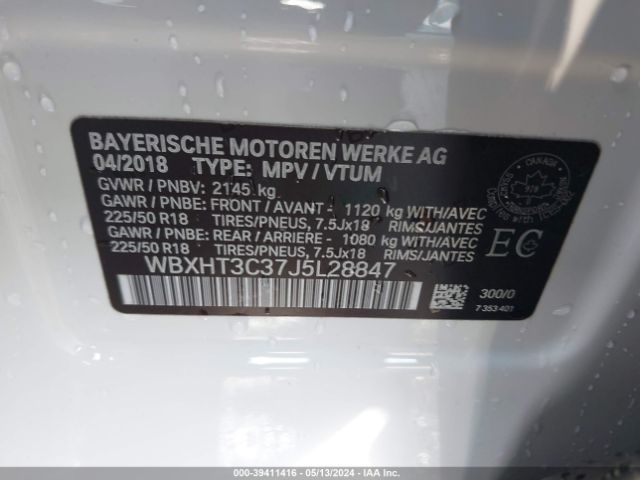 BAYERISCHE MOTOREN WERKE AG
04/2018 TYPE: MPV / VTUM
GVWR / PNBV: 2145 kg
GAWR / PNBE: FRONT / AVANT - 1120 kg WITH/AVEC
225/50 R18 TIRES/PNEUS, 7.5Jx18 RIMS/JANTES
GAWR / PNBE: REAR / ARRIERE - 1080 kg WITH/AVEC
225/50 R18 TIRES/PNEUS, 7.5Jx18 RIMS/JANTES
WBXHT3C37J5L28847
CANADA
EC
300/0
7 353 401
000-39411416 - 05/13/2024 - IAA Inc.